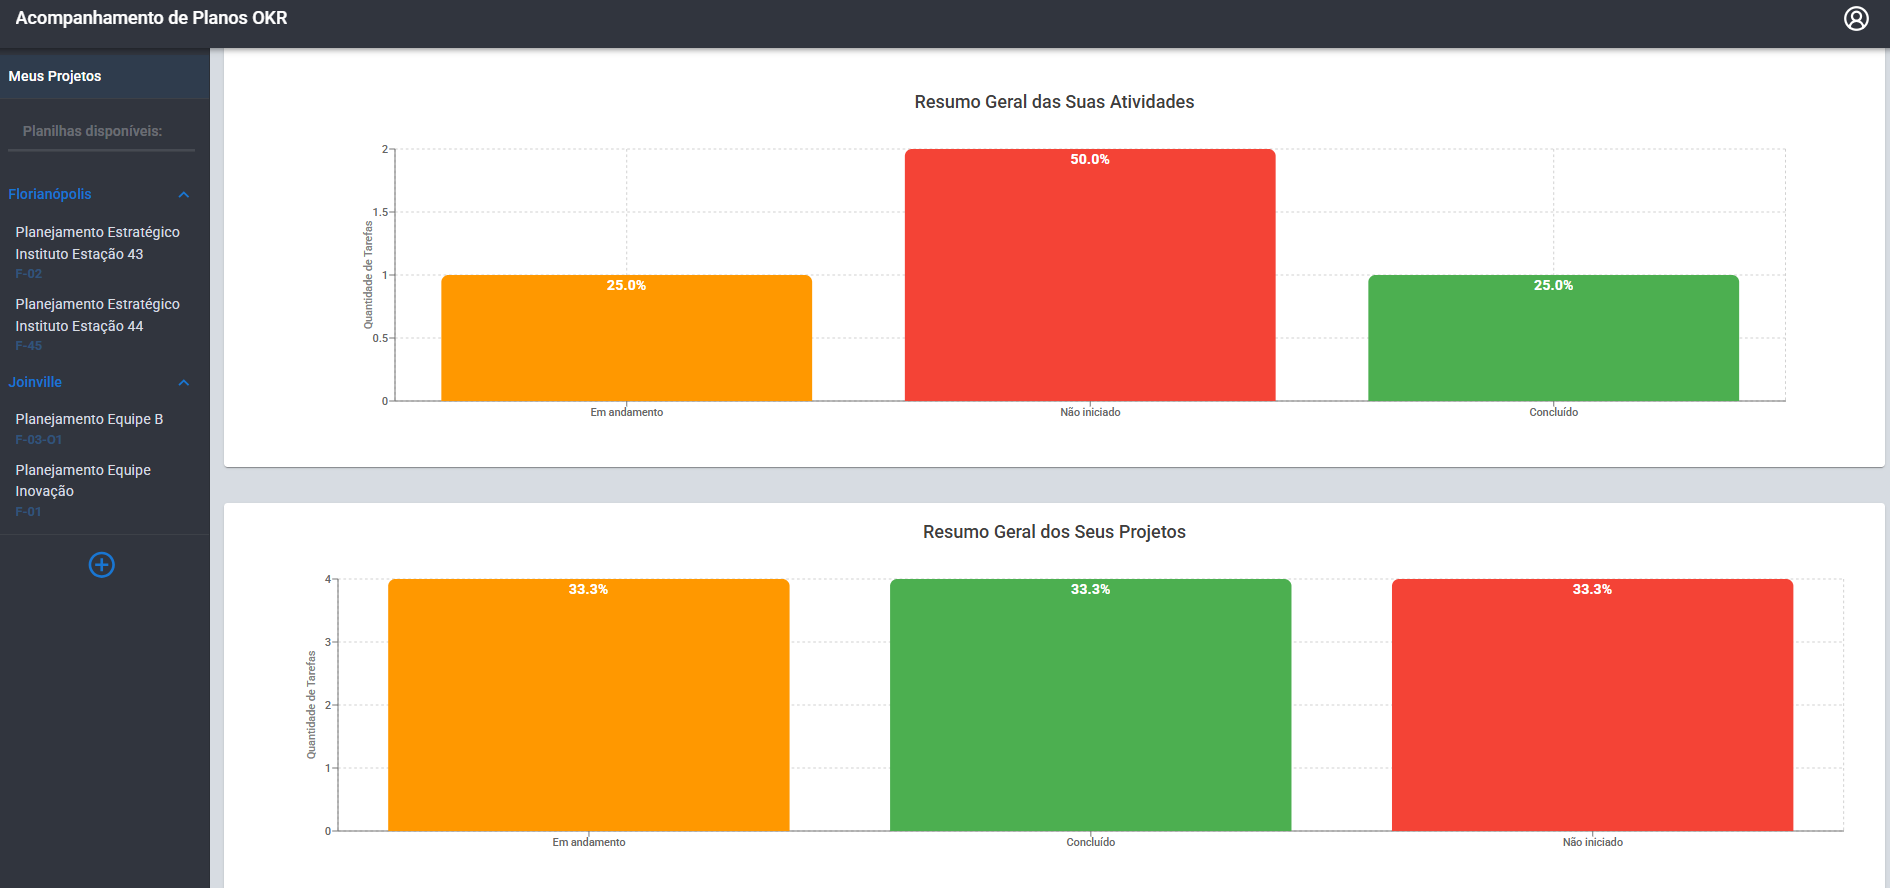 Acompanhamento de Planos OKR
Meus Projetos
Planilhas disponíveis:
Florianópolis
Planejamento Estratégico
Instituto Estação 43
F-02
Planejamento Estratégico
Instituto Estação 44
F-45
Joinville
Planejamento Equipe B
F-03-O1
Planejamento Equipe
Inovação
F-01
Resumo Geral das Suas Atividades
Quantidade de Tarefas
2
1.5
1
0.5
0
25.0%
50.0%
25.0%
Em andamento
Não iniciado
Concluído
Resumo Geral dos Seus Projetos
Quantidade de Tarefas
4
3
2
1
0
33.3%
33.3%
33.3%
Em andamento
Concluído
Não iniciado